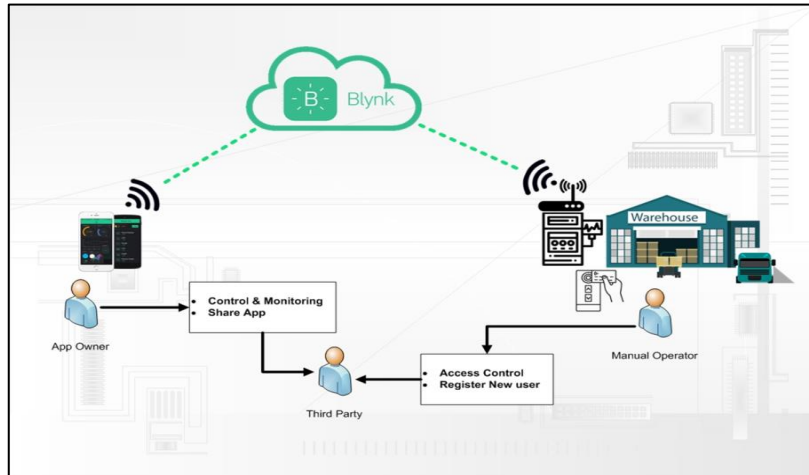 B
Blynk
Warehouse
Control & Monitoring
Share App
App Owner
Manual Operator
Access Control
Register New user
Third Party